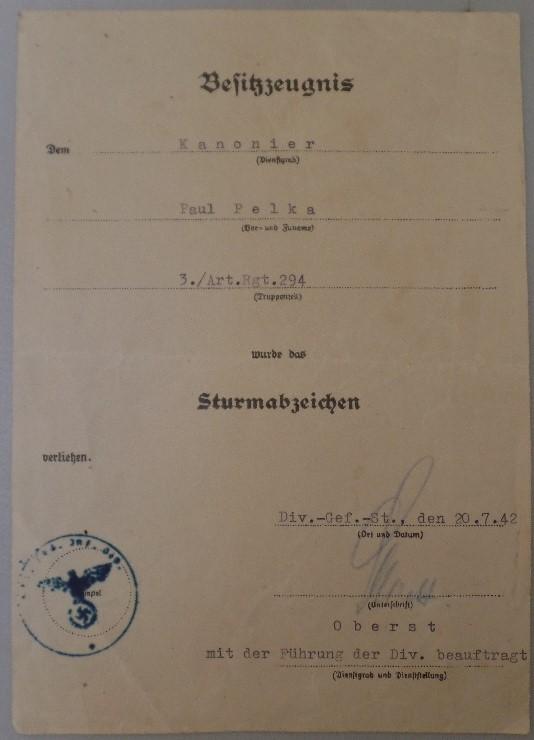 Besitzzeugnis
Dem Kanonier
(Dienstgrad)
Paul Pelka
(Vor- und Zuname)
3./Art.Rgt.294
(Truppenteil)
wurde das
Sturmabzeichen
verliehen.
Div.-Gef.-St., den 20.7.42
(Ort und Datum)
(Unterschrift)
Oberst
mit der Führung der Div. beauftragt
(Dienstgrad und Dienststellung)